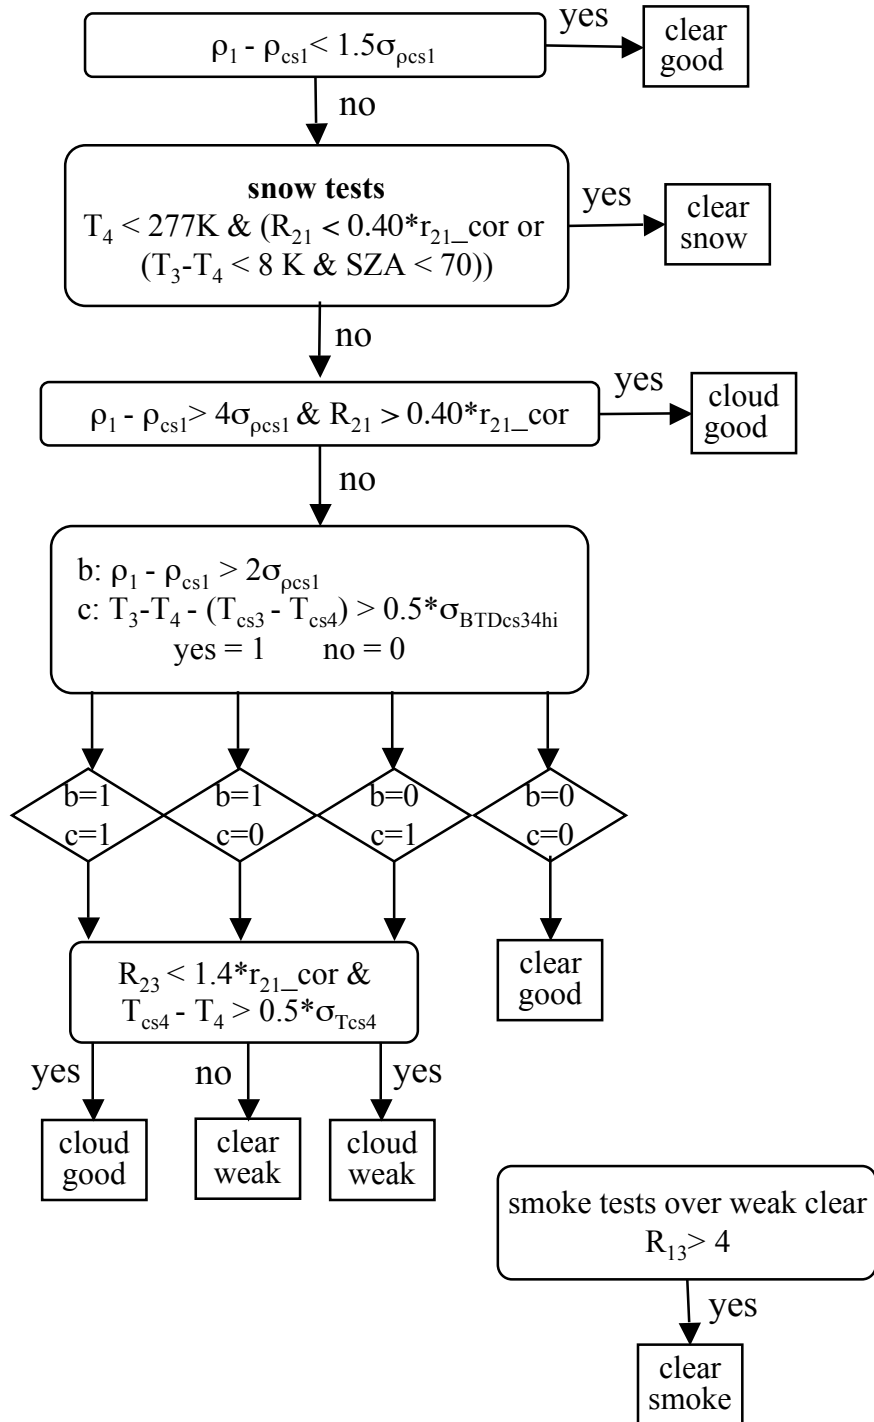 ρ₁ - ρcs1 < 1.5σρcs1
yes
clear
good
no
snow tests
T₄ < 277K & (R₂₁ < 0.40*r₂₁_cor or
(T₃-T₄ < 8 K & SZA < 70))
yes
clear
snow
no
ρ₁ - ρcs1 > 4σρcs1 & R₂₁ > 0.40*r₂₁_cor
yes
cloud
good
no
b: ρ₁ - ρcs1 > 2σρcs1
c: T₃-T₄ - (Tcs3 - Tcs4) > 0.5*σBTDcs34hi
yes = 1 no = 0
b=1
c=1
b=1
c=0
b=0
c=1
b=0
c=0
R₂₃ < 1.4*r₂₁_cor &
Tcs4 - T₄ > 0.5*σTcs4
clear
good
yes
no
yes
cloud
good
clear
weak
cloud
weak
smoke tests over weak clear
R₁₃> 4
yes
clear
smoke